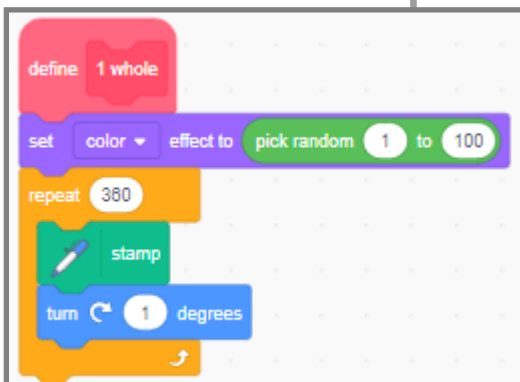 define 1 whole
set color effect to pick random 1 to 100
repeat 360
stamp
turn 1 degrees